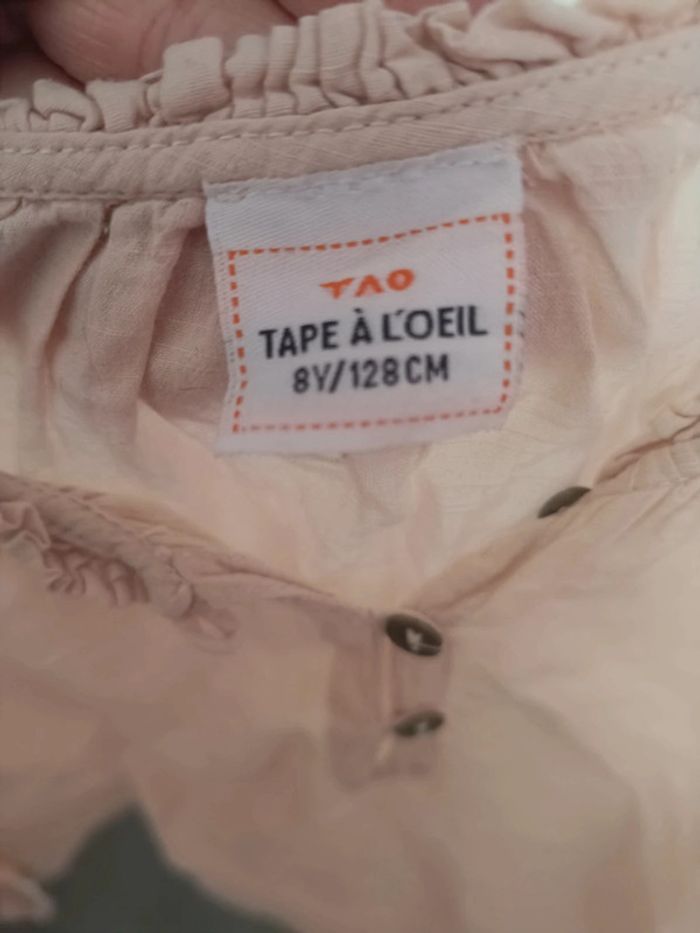 TAO
TAPE À L'OEIL
8Y/128CM